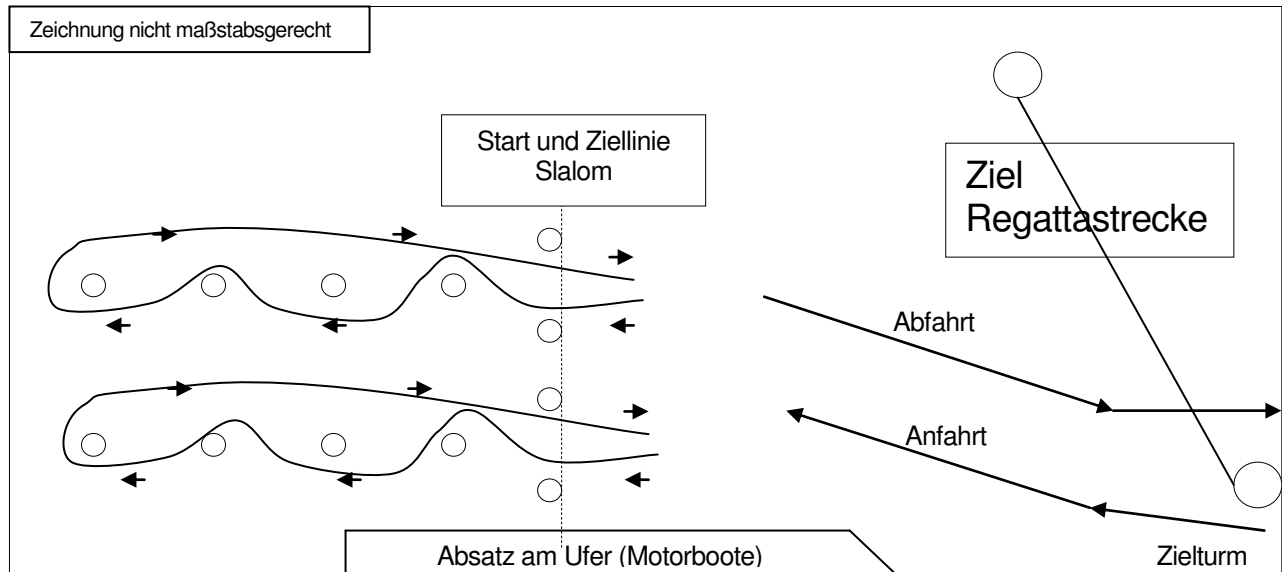 Zeichnung nicht maßstabsgerecht
Start und Ziellinie
Slalom
Ziel
Regattastrecke
Abfahrt
Anfahrt
Absatz am Ufer (Motorboote)
Zielturm